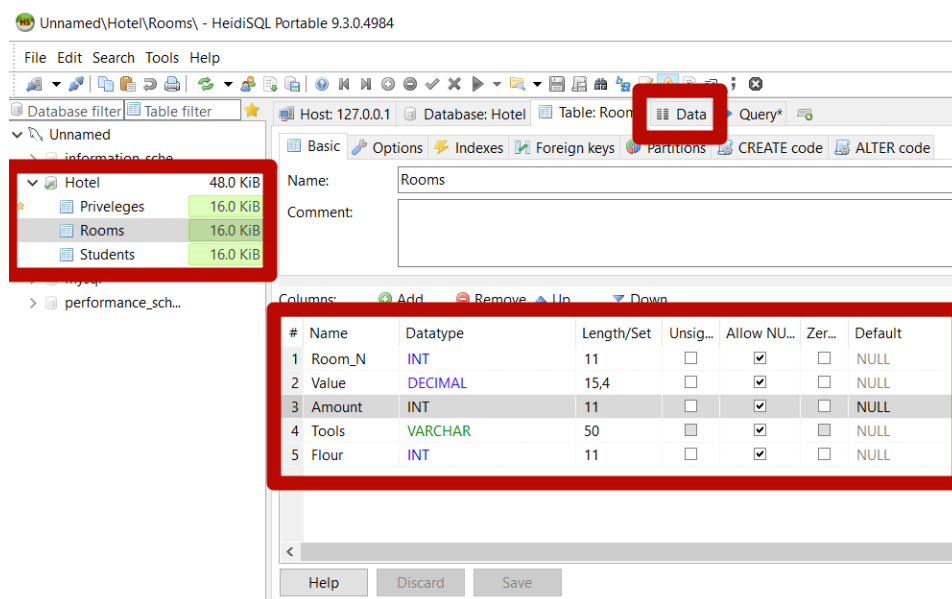 Unnamed\Hotel\Rooms\ - HeidiSQL Portable 9.3.0.4984
File Edit Search Tools Help
Database filter Table filter
Host: 127.0.0.1 Database: Hotel Table: Room Data Query*
Unnamed
Basic Options Indexes Foreign keys Partitions CREATE code ALTER code
information_sche...
Hotel 48.0 KiB
Name: Rooms
Priveleges 16.0 KiB
Comment:
Rooms 16.0 KiB
Students 16.0 KiB
mysql
performance_sch...
Columns: Add Remove Up Down
# Name Datatype Length/Set Unsig... Allow NU... Zer... Default
1 Room_N INT 11 NULL
2 Value DECIMAL 15,4 NULL
3 Amount INT 11 NULL
4 Tools VARCHAR 50 NULL
5 Flour INT 11 NULL
Help Discard Save